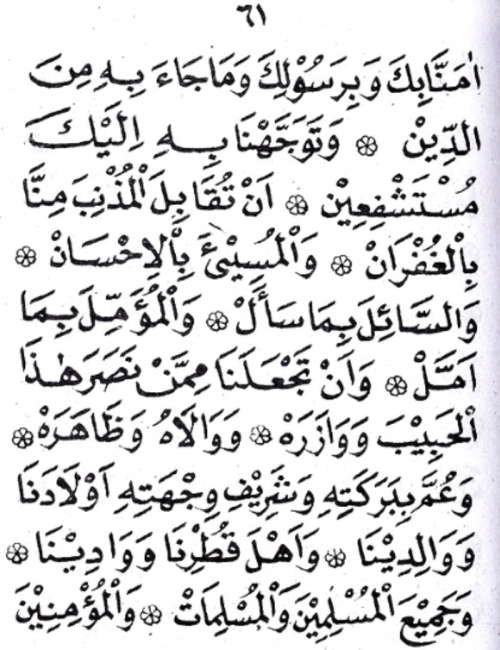 ٦١
اٰمَنَّابِكَ وَبِرَسُوْلِكَ وَمَاجَاءَ بِهِ مِنَ
الدِّيْنِ ۞ وَتَوَجَّهْنَا بِهِ اِلَيْكَ
مُسْتَشْفِعِيْنَ ۞ اَنْ تُقَابِلَ الْمُذْنِبَ مِنَّا
بِالْغُفْرَانْ ۞ وَالْمُسِيْئَ بِالْاِحْسَانْ ۞
وَالسَّائِلَ بِمَاسَأَلْ ۞ وَالْمُؤَمِّلَ بِمَا
اَمَّلْ ۞ وَاَنْ تَجْعَلَنَا مِمَّنْ نَصَرَ هٰذَا
الْحَبِيْبَ وَوَازَرَهْ ۞ وَوَالَاهُ وَظَاهَرَهْ ۞
وَعُمَّ بِبَرَكَتِهِ وَشَرِيْفِ وِجْهَتِهِ اَوْلَادَنَا
وَوَالِدِيْنَا ۞ وَاَهْلَ قُطْرِنَا وَوَادِيْنَا ۞
وَجَمِيْعَ الْمُسْلِمِيْنَ وَالْمُسْلِمَاتْ ۞ وَالْمُؤْمِنِيْنَ